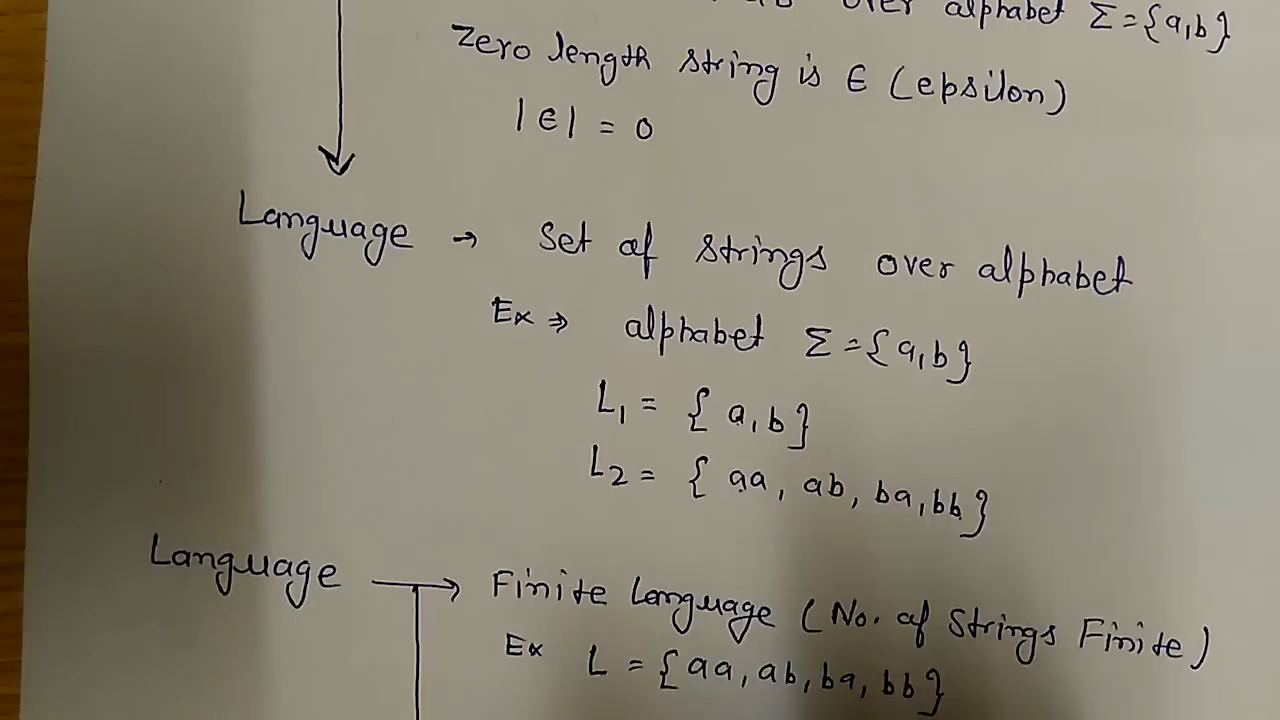 over alphabet Σ={a,b}
Zero length string is ϵ (epsilon)
|ϵ| = 0
Language → Set of strings over alphabet
Ex ⇒ alphabet Σ={a,b}
L1 = {a,b}
L2 = {aa, ab, ba, bb}
Language → Finite Language (No. of Strings Finite)
Ex L = {aa, ab, ba, bb}